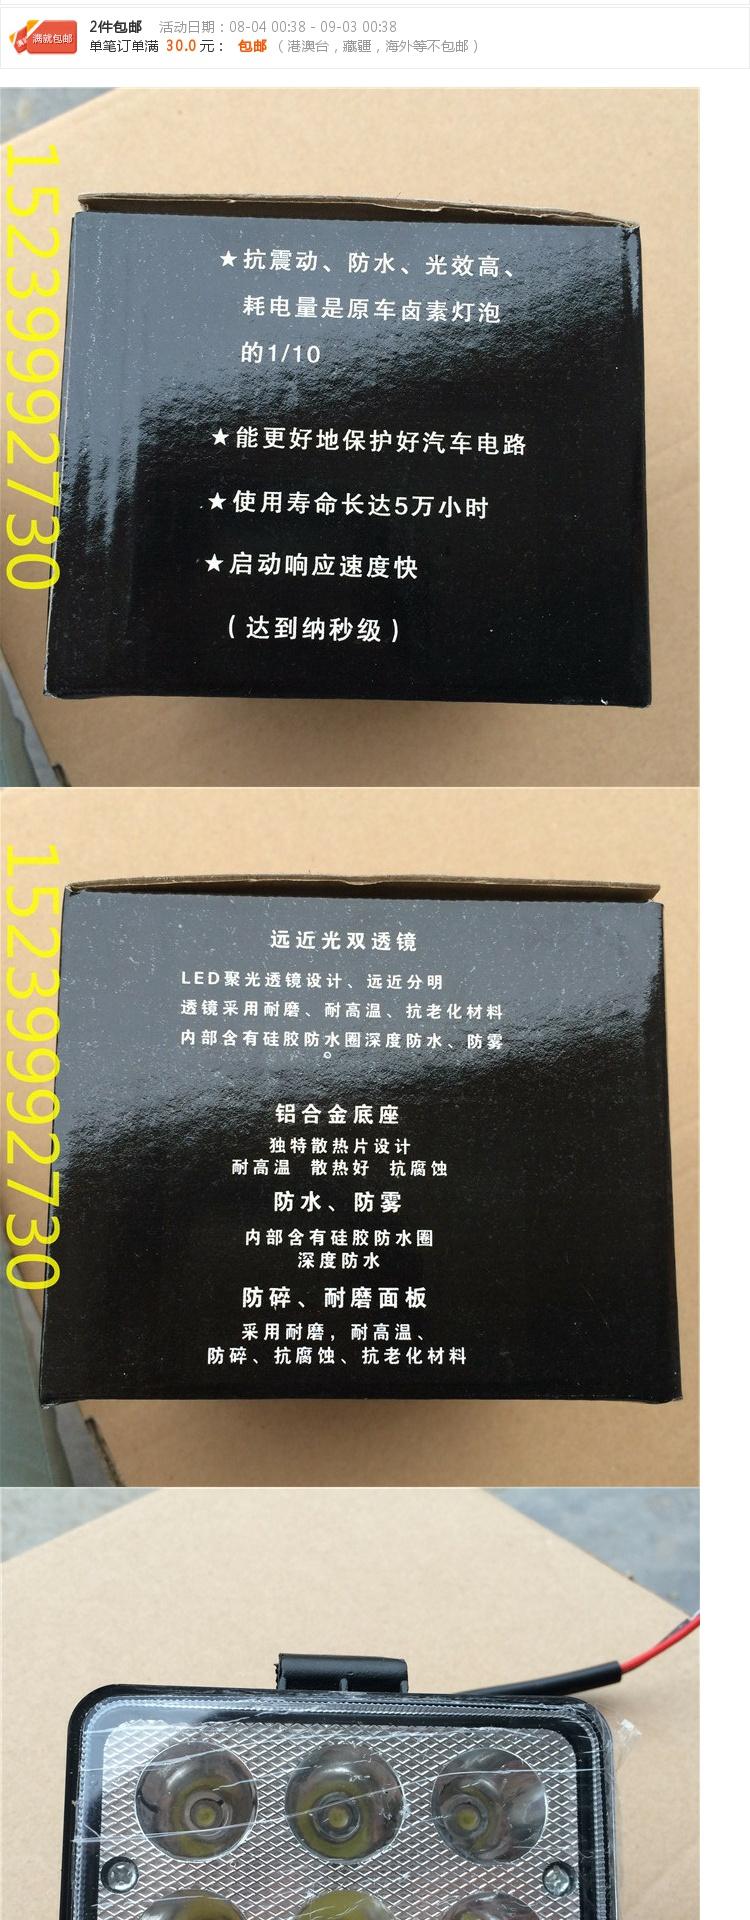 满就包邮
2件包邮 活动日期：08-04 00:38 - 09-03 00:38
单笔订单满 30.0 元： 包邮 （ 港澳台，藏疆，海外等不包邮 ）
15239992730
★抗震动、防水、光效高、
耗电量是原车卤素灯泡
的1/10
★能更好地保护好汽车电路
★使用寿命长达5万小时
★启动响应速度快
(达到纳秒级)
15239992730
远近光双透镜
LED聚光透镜设计、远近分明
透镜采用耐磨、耐高温、抗老化材料
内部含有硅胶防水圈深度防水、防雾
。
铝合金底座
独特散热片设计
耐高温 散热好 抗腐蚀
防水、防雾
内部含有硅胶防水圈
深度防水
防碎、耐磨面板
采用耐磨，耐高温、
防碎、抗腐蚀、抗老化材料